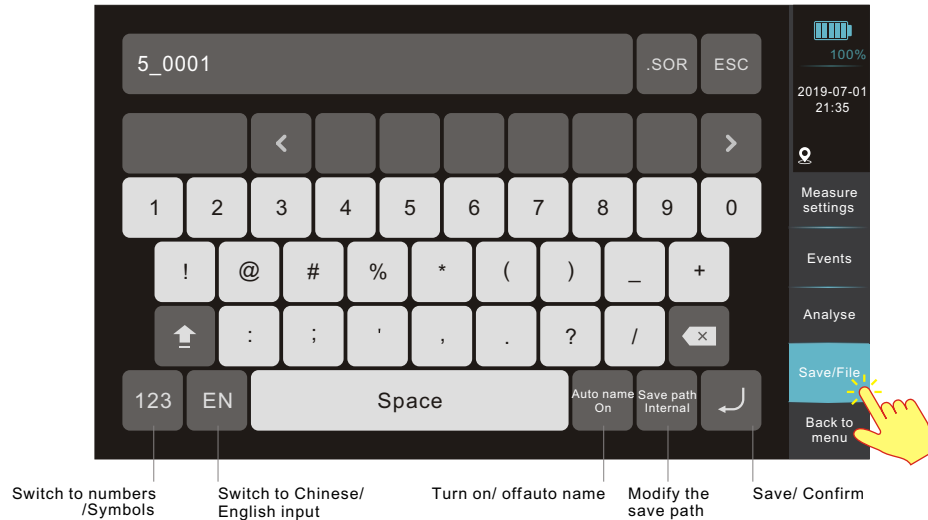 5_0001 .SOR ESC
100%
2019-07-01
21:35
1 2 3 4 5 6 7 8 9 0
! @ # % * ( ) _ +
: ; ' , . ? /
123 EN Space Auto name On Save path Internal
Measure
settings
Events
Analyse
Save/File
Back to
menu
Switch to numbers
/Symbols
Switch to Chinese/
English input
Turn on/ offauto name
Modify the
save path
Save/ Confirm